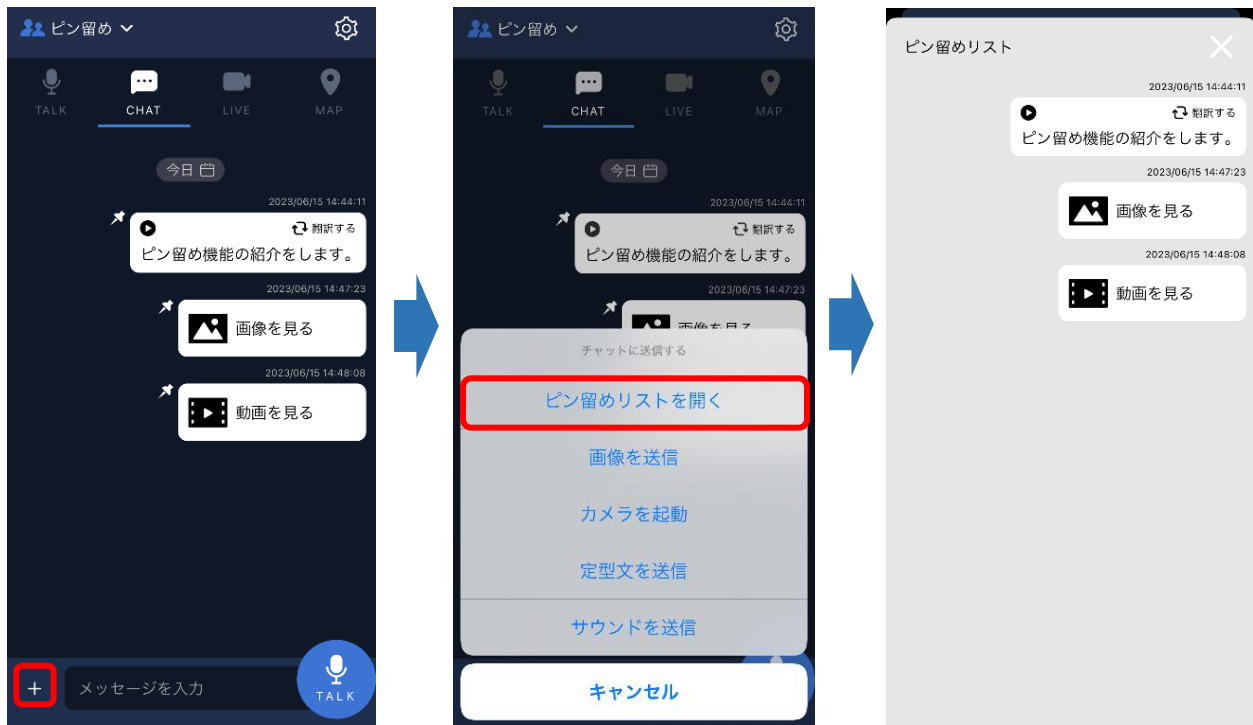 ピン留め
TALK CHAT LIVE MAP
今日
2023/06/15 14:44:11
翻訳する
ピン留め機能の紹介をします。
2023/06/15 14:47:23
画像を見る
2023/06/15 14:48:08
動画を見る
+ メッセージを入力
TALK
ピン留め
TALK CHAT LIVE MAP
今日
2023/06/15 14:44:11
翻訳する
ピン留め機能の紹介をします。
2023/06/15 14:47:23
画像を見る
チャットに送信する
ピン留めリストを開く
画像を送信
カメラを起動
定型文を送信
サウンドを送信
キャンセル
ピン留めリスト
2023/06/15 14:44:11
翻訳する
ピン留め機能の紹介をします。
2023/06/15 14:47:23
画像を見る
2023/06/15 14:48:08
動画を見る